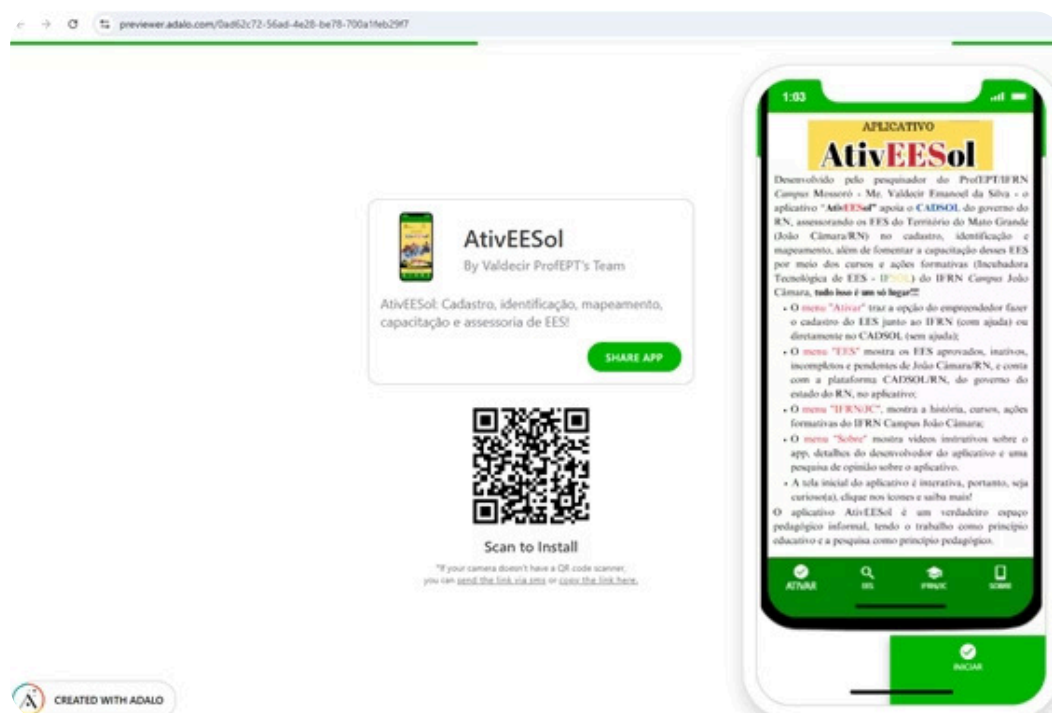 previewer.adalo.com/0ad62c72-56ad-4e28-be78-700a1feb29f7
AtivEESol
By Valdecir ProfEPT's Team
AtivEESol: Cadastro, identificação, mapeamento,
capacitação e assessoria de EES!
SHARE APP
Scan to Install
*If your camera doesn't have a QR code scanner,
you can send the link via sms or copy the link here.
CREATED WITH ADALO
1:03
APLICATIVO
AtivEESol
Desenvolvido pelo pesquisador do ProfEPT/IFRN
Campus Mossoró - Me. Valdecir Emanoel da Silva - o
aplicativo "AtivEESol" apoia o CADSOL do governo do
RN, assessorando os EES do Território do Mato Grande
(João Câmara/RN) no cadastro, identificação e
mapeamento, além de fomentar a capacitação desses EES
por meio dos cursos e ações formativas (Incubadora
Tecnológica de EES - IFSOL) do IFRN Campus João
Câmara, tudo isso é um só lugar!!!
• O menu "Ativar" traz a opção do empreendedor fazer
o cadastro do EES junto ao IFRN (com ajuda) ou
diretamente no CADSOL (sem ajuda);
• O menu "EES" mostra os EES aprovados, inativos,
incompletos e pendentes de João Câmara/RN, e conta
com a plataforma CADSOL/RN, do governo do
estado do RN, no aplicativo;
• O menu "IFRN/JC", mostra a história, cursos, ações
formativas do IFRN Campus João Câmara;
• O menu "Sobre" mostra vídeos instrutivos sobre o
app, detalhes do desenvolvedor do aplicativo e uma
pesquisa de opinião sobre o aplicativo.
• A tela inicial do aplicativo é interativa, portanto, seja
curioso(a), clique nos ícones e saiba mais!
O aplicativo AtivEESol é um verdadeiro espaço
pedagógico informal, tendo o trabalho como princípio
educativo e a pesquisa como princípio pedagógico.
ATIVAR
EES
IFRN/JC
SOBRE
INICIAR